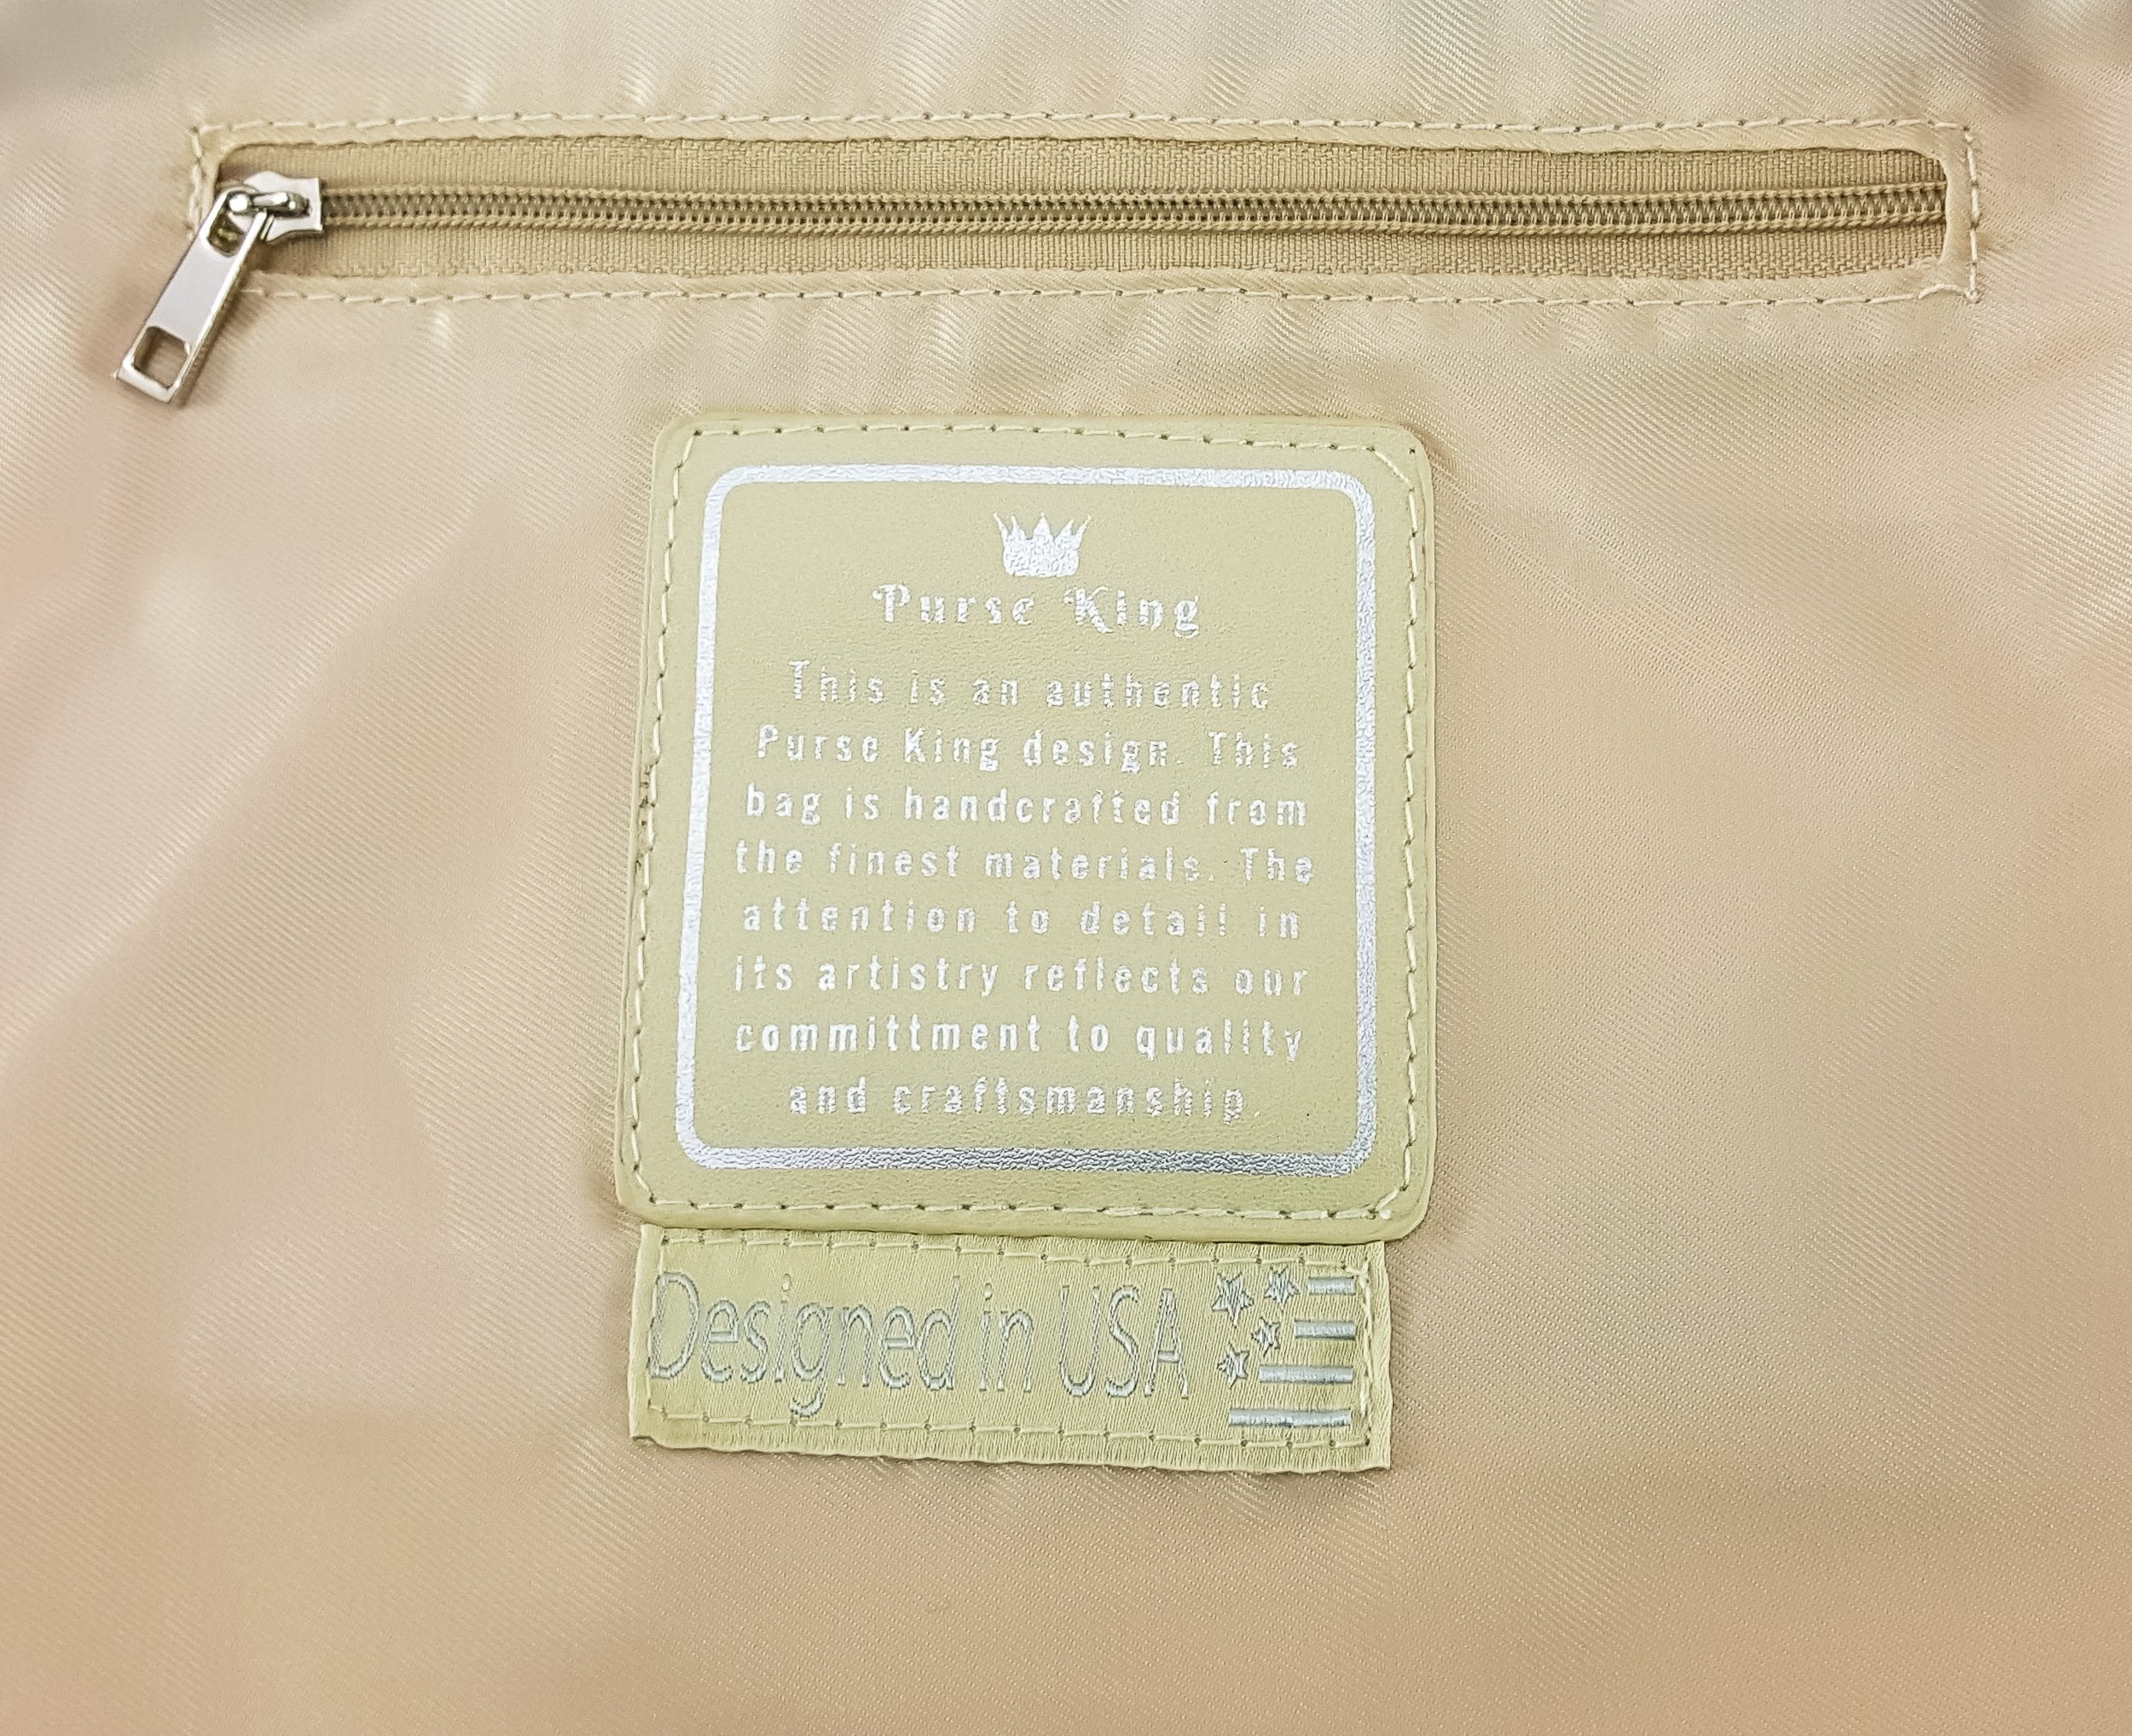 Purse King
This is an authentic
Purse King design. This
bag is handcrafted from
the finest materials. The
attention to detail in
its artistry reflects our
committment to quality
and craftsmanship.
Designed in USA